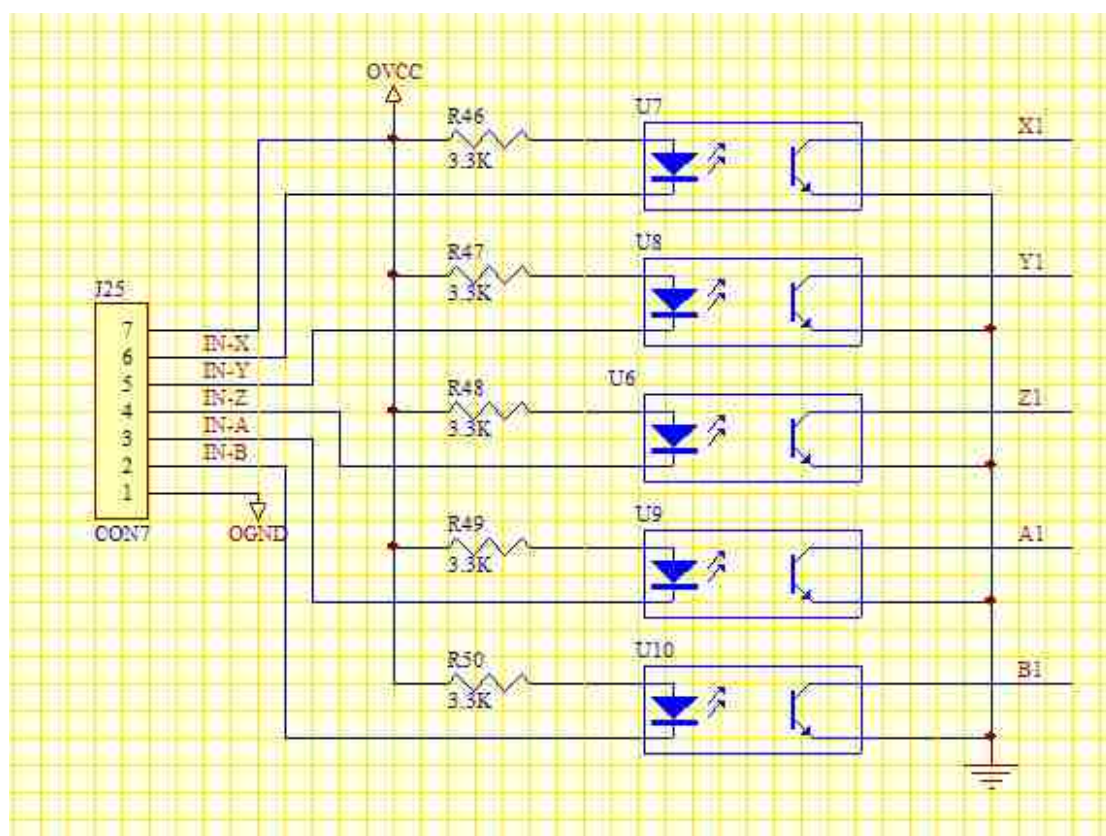 OVCC
R46
3.3K
U7
X1
R47
3.3K
U8
Y1
J25
7
6
5
4
3
2
1
IN-X
IN-Y
IN-Z
IN-A
IN-B
CON7
OGND
R48
3.3K
U6
Z1
R49
3.3K
U9
A1
R50
3.3K
U10
B1